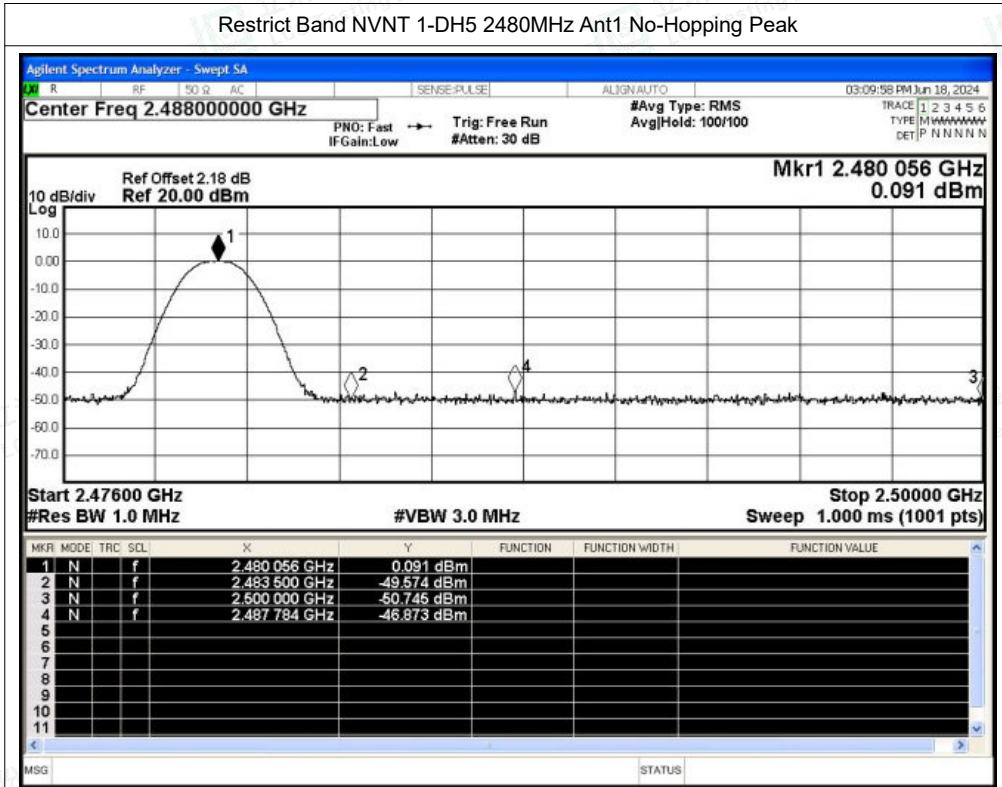 Restrict Band NVNT 1-DH5 2480MHz Ant1 No-Hopping Peak
Agilent Spectrum Analyzer - Swept SA
R RF 50 Ω AC SENSE:PULSE ALIGN AUTO 03:09:58 PM Jun 18, 2024
Center Freq 2.488000000 GHz #Avg Type: RMS TRACE 1 2 3 4 5 6
PNO: Fast Trig: Free Run Avg|Hold: 100/100 TYPE M
IFGain:Low #Atten: 30 dB DET P N N N N N
Mkr1 2.480 056 GHz
Ref Offset 2.18 dB
10 dB/div Ref 20.00 dBm 0.091 dBm
Log
10.0
1
0.00
-10.0
-20.0
-30.0
-40.0
2
4
3
-50.0
-60.0
-70.0
Start 2.47600 GHz Stop 2.50000 GHz
#Res BW 1.0 MHz #VBW 3.0 MHz Sweep 1.000 ms (1001 pts)
MKR MODE TRC SCL X Y FUNCTION FUNCTION WIDTH FUNCTION VALUE
1 N f 2.480 056 GHz 0.091 dBm
2 N f 2.483 500 GHz -49.574 dBm
3 N f 2.500 000 GHz -50.745 dBm
4 N f 2.487 784 GHz -46.873 dBm
5
6
7
8
9
10
11
MSG STATUS